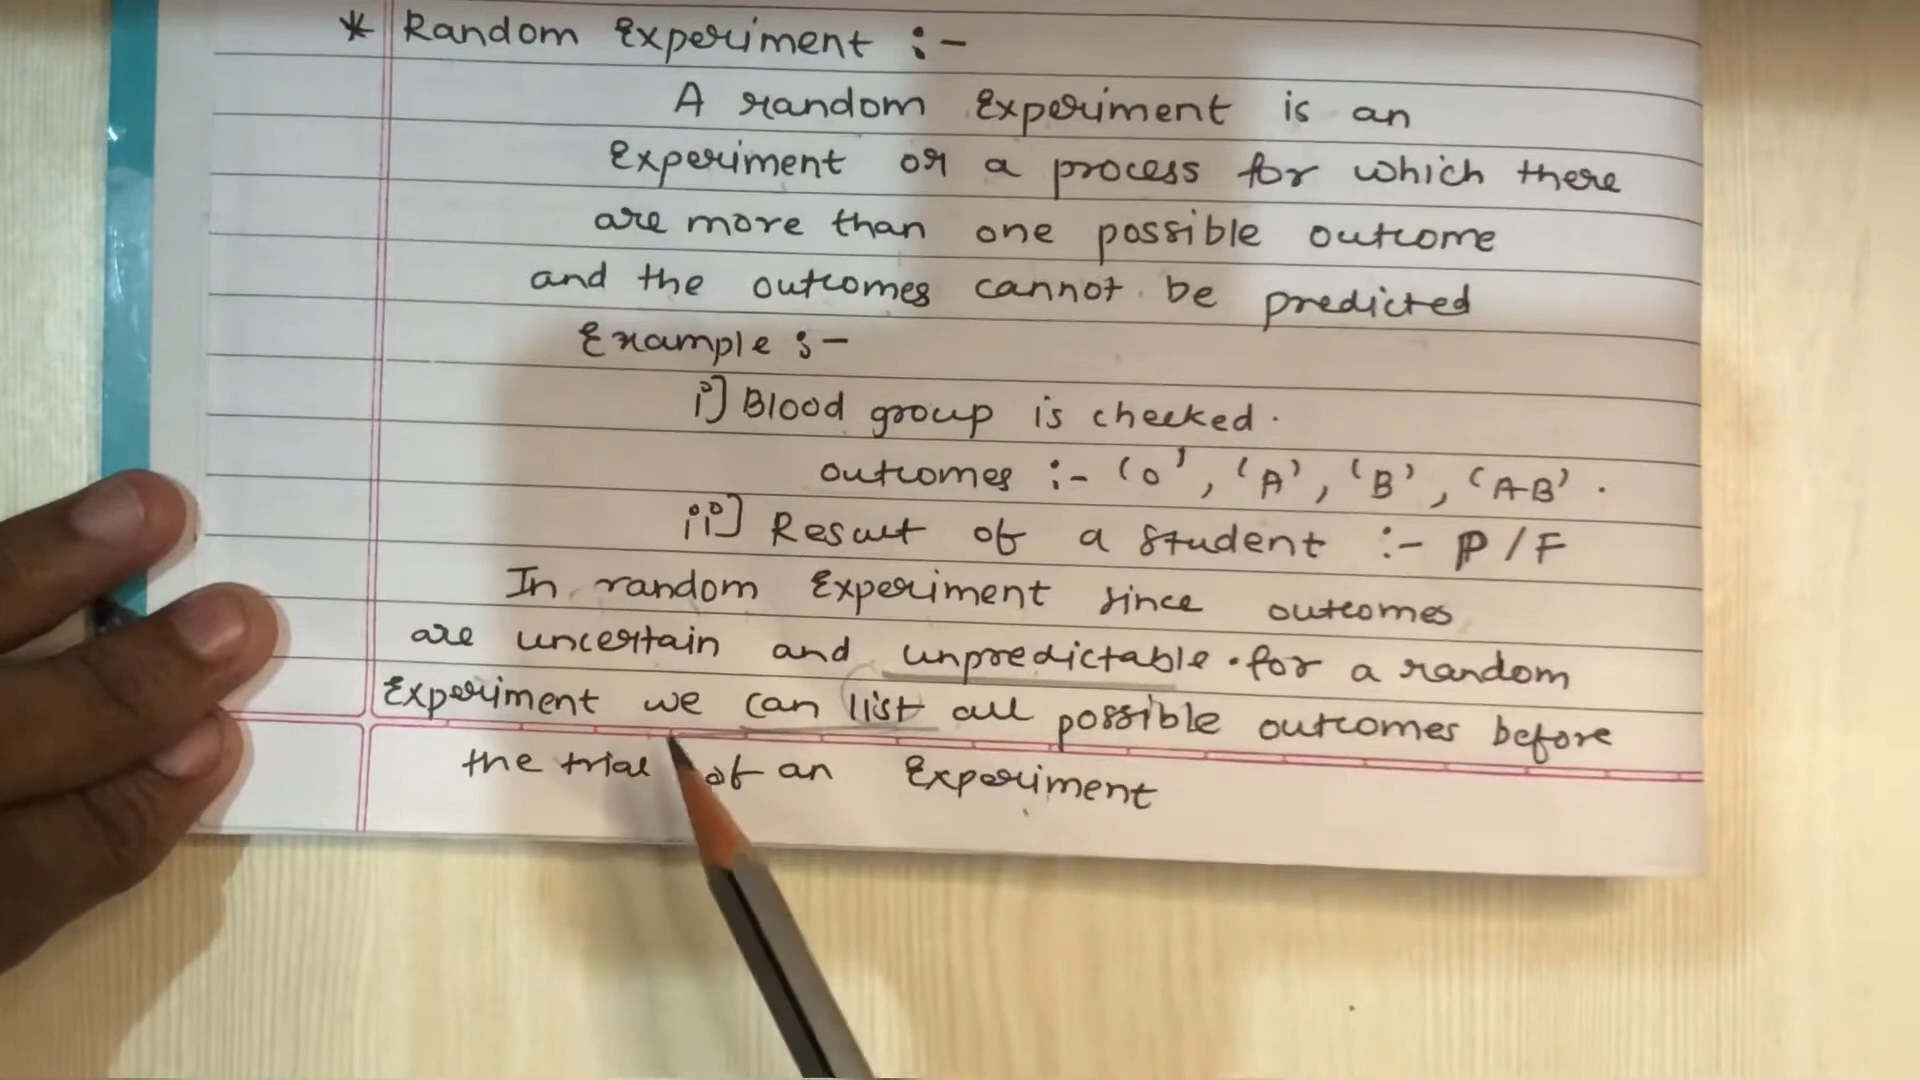 * Random Experiment :-
A random Experiment is an
Experiment or a process for which there
are more than one possible outcome
and the outcomes cannot be predicted
Example :-
i] Blood group is checked.
outcomes :- 'O', 'A', 'B', 'AB'.
ii] Result of a student :- P/F
In random Experiment since outcomes
are uncertain and unpredictable. for a random
Experiment we can list all possible outcomes before
the trial of an Experiment